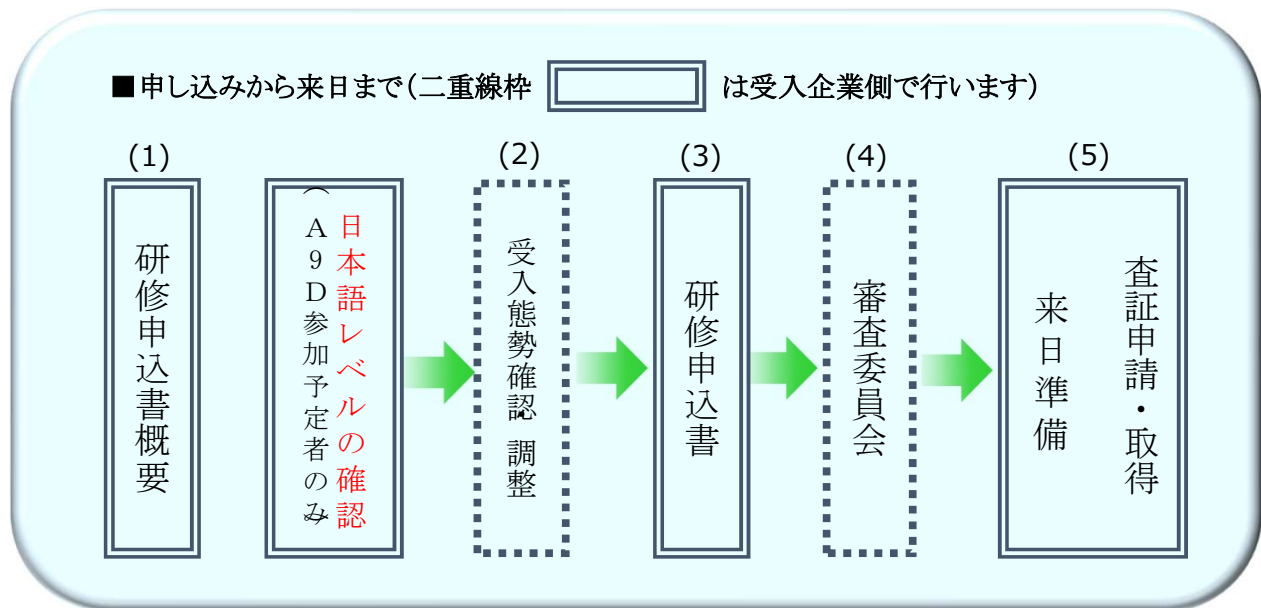 ■申し込みから来日まで(二重線枠 は受入企業側で行います)
(1)
研修申込書概要
日本語レベルの確認
(A9D参加予定者のみ)
(2)
受入態勢確認・調整
(3)
研修申込書
(4)
審査委員会
(5)
査証申請・取得
来日準備